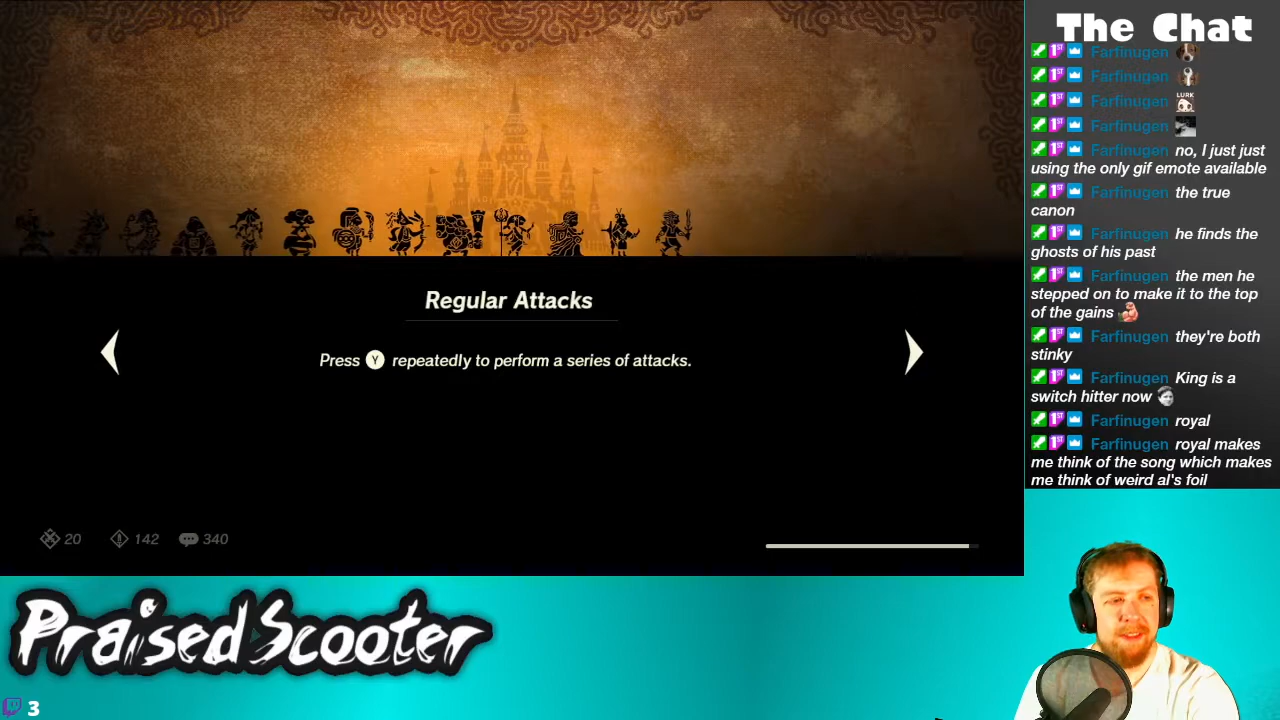 The Chat
Farfinugen
Farfinugen
Farfinugen
LURK
Farfinugen
Farfinugen no, I just just
using the only gif emote available
Farfinugen the true
canon
Farfinugen he finds the
ghosts of his past
Farfinugen the men he
stepped on to make it to the top
of the gains
Farfinugen they're both
stinky
Farfinugen King is a
switch hitter now
Farfinugen royal
Farfinugen royal makes
me think of the song which makes
me think of weird al's foil
Regular Attacks
Press Y repeatedly to perform a series of attacks.
20 142 340
PraisedScooter
3